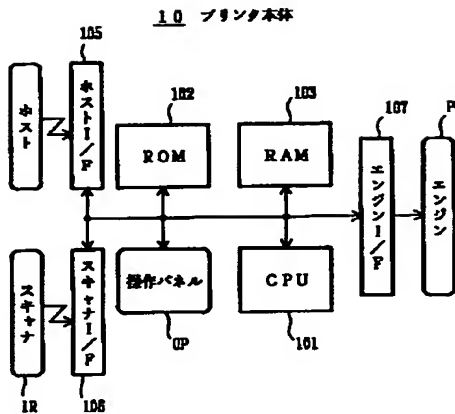 10 プリンタ本体
105
ホスト
ホストI/F
102
ROM
103
RAM
107
エンジンI/F
P
エンジン
スキャナ
IR
スキャナI/F
106
操作パネル
OP
CPU
101